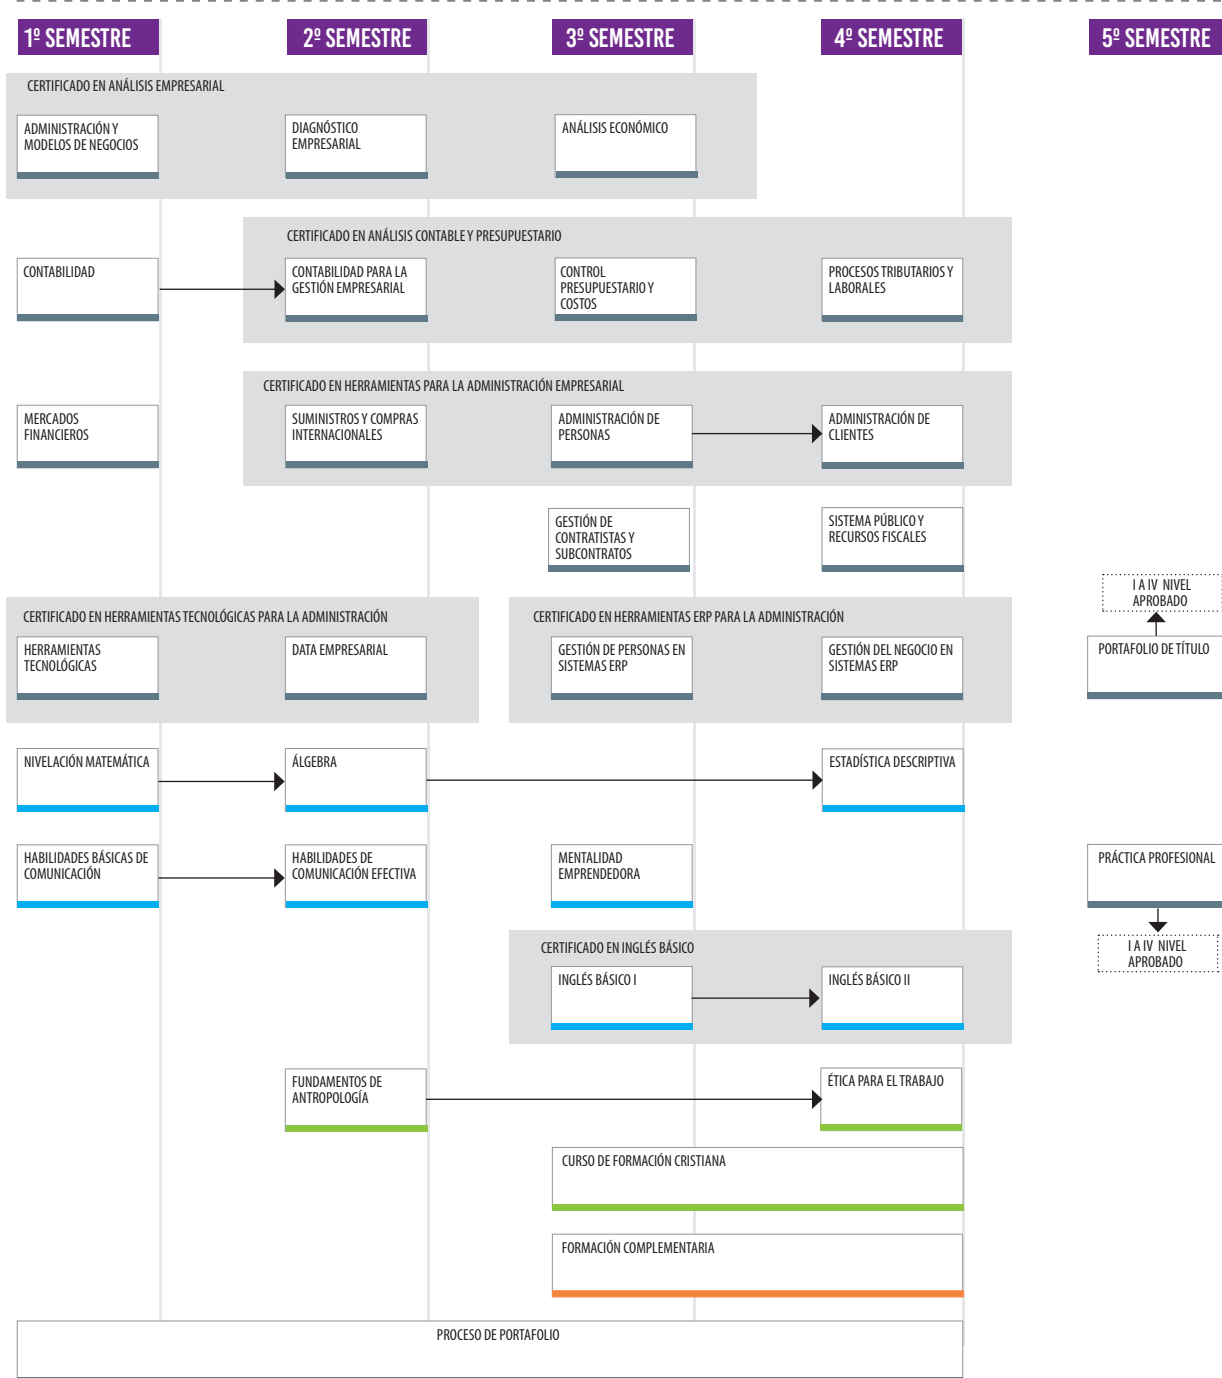 1º SEMESTRE
2º SEMESTRE
3º SEMESTRE
4º SEMESTRE
5º SEMESTRE
CERTIFICADO EN ANÁLISIS EMPRESARIAL
ADMINISTRACIÓN Y
MODELOS DE NEGOCIOS
DIAGNÓSTICO
EMPRESARIAL
ANÁLISIS ECONÓMICO
CERTIFICADO EN ANÁLISIS CONTABLE Y PRESUPUESTARIO
CONTABILIDAD
CONTABILIDAD PARA LA
GESTIÓN EMPRESARIAL
CONTROL
PRESUPUESTARIO Y
COSTOS
PROCESOS TRIBUTARIOS Y
LABORALES
CERTIFICADO EN HERRAMIENTAS PARA LA ADMINISTRACIÓN EMPRESARIAL
MERCADOS
FINANCIEROS
SUMINISTROS Y COMPRAS
INTERNACIONALES
ADMINISTRACIÓN DE
PERSONAS
ADMINISTRACIÓN DE
CLIENTES
GESTIÓN DE
CONTRATISTAS Y
SUBCONTRATOS
SISTEMA PÚBLICO Y
RECURSOS FISCALES
I A IV NIVEL
APROBADO
CERTIFICADO EN HERRAMIENTAS TECNOLÓGICAS PARA LA ADMINISTRACIÓN
CERTIFICADO EN HERRAMIENTAS ERP PARA LA ADMINISTRACIÓN
HERRAMIENTAS
TECNOLÓGICAS
DATA EMPRESARIAL
GESTIÓN DE PERSONAS EN
SISTEMAS ERP
GESTIÓN DEL NEGOCIO EN
SISTEMAS ERP
PORTAFOLIO DE TÍTULO
NIVELACIÓN MATEMÁTICA
ÁLGEBRA
ESTADÍSTICA DESCRIPTIVA
HABILIDADES BÁSICAS DE
COMUNICACIÓN
HABILIDADES DE
COMUNICACIÓN EFECTIVA
MENTALIDAD
EMPRENDEDORA
PRÁCTICA PROFESIONAL
I A IV NIVEL
APROBADO
CERTIFICADO EN INGLÉS BÁSICO
INGLÉS BÁSICO I
INGLÉS BÁSICO II
FUNDAMENTOS DE
ANTROPOLOGÍA
ÉTICA PARA EL TRABAJO
CURSO DE FORMACIÓN CRISTIANA
FORMACIÓN COMPLEMENTARIA
PROCESO DE PORTAFOLIO